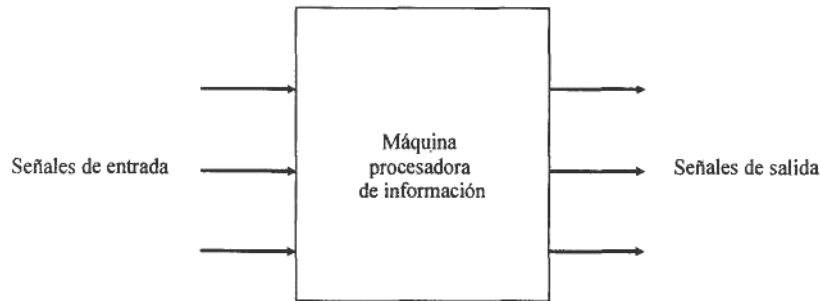 Señales de entrada
Máquina
procesadora
de información
Señales de salida